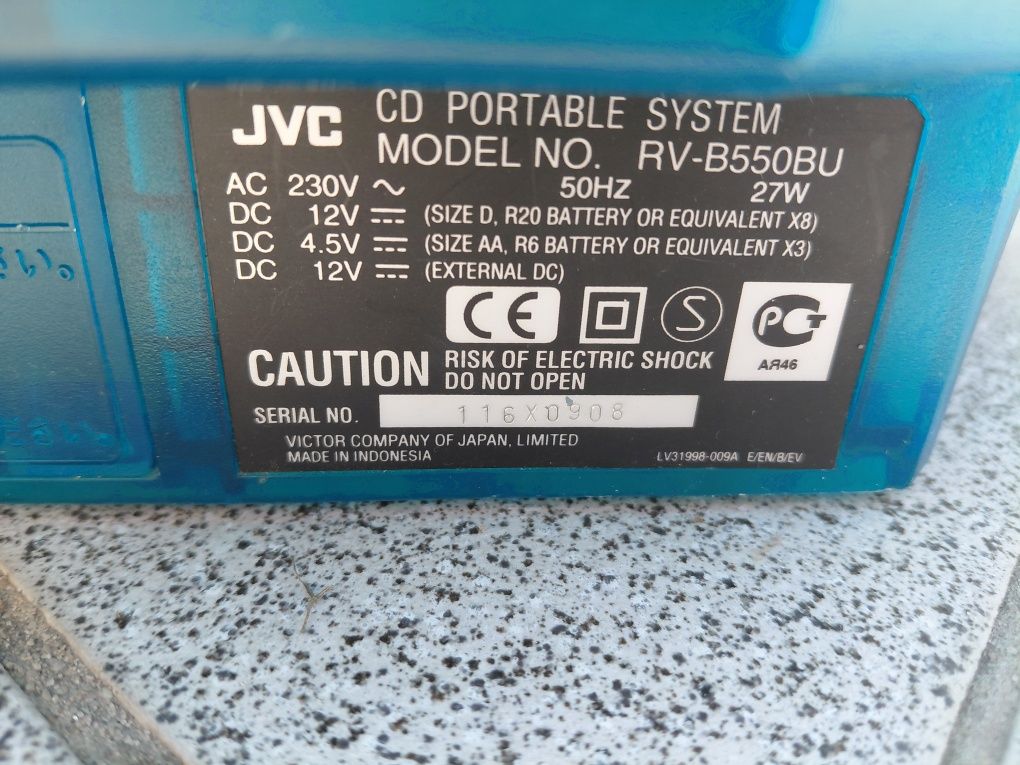 JVC CD PORTABLE SYSTEM
MODEL NO. RV-B550BU
AC 230V ~ 50HZ 27W
DC 12V ⎓ (SIZE D, R20 BATTERY OR EQUIVALENT X8)
DC 4.5V ⎓ (SIZE AA, R6 BATTERY OR EQUIVALENT X3)
DC 12V ⎓ (EXTERNAL DC)
CE S PCT
АЯ46
CAUTION RISK OF ELECTRIC SHOCK
DO NOT OPEN
SERIAL NO. 116X0908
VICTOR COMPANY OF JAPAN, LIMITED
MADE IN INDONESIA LV31998-009A E/EN/B/EV